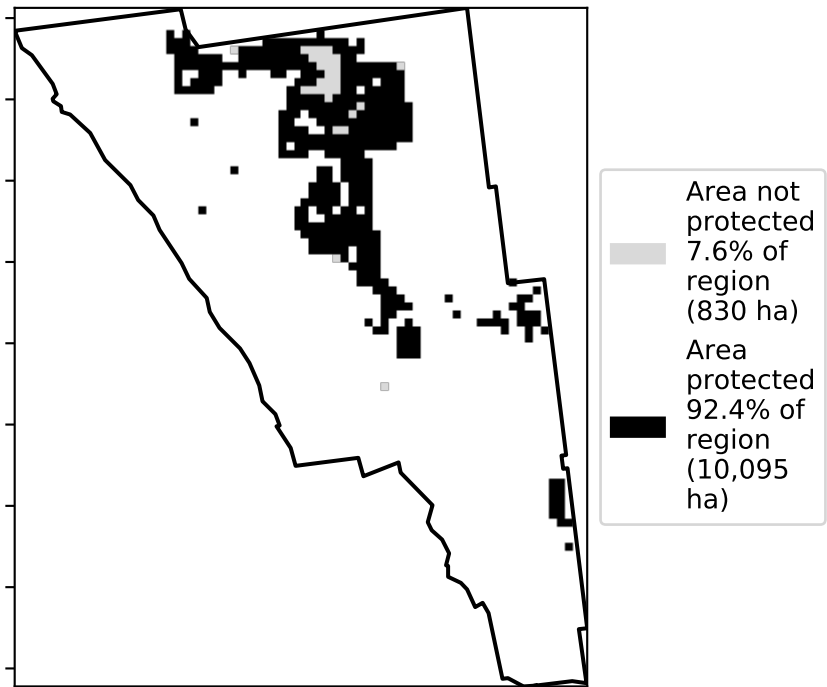 Area not
protected
7.6% of
region
(830 ha)
Area
protected
92.4% of
region
(10,095
ha)